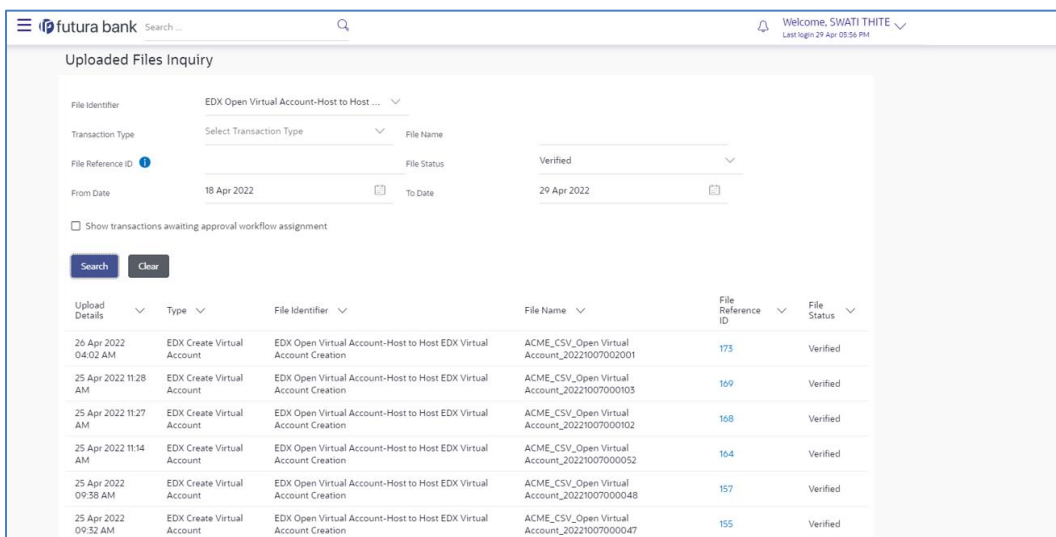 futura bank Search ... Welcome, SWATI THITE
Last login 29 Apr 05:56 PM
Uploaded Files Inquiry
File Identifier EDX Open Virtual Account-Host to Host ...
Transaction Type Select Transaction Type File Name
File Reference ID i File Status Verified
From Date 18 Apr 2022 To Date 29 Apr 2022
Show transactions awaiting approval workflow assignment
Search Clear
Upload Details Type File Identifier File Name File Reference ID File Status
26 Apr 2022 EDX Create Virtual EDX Open Virtual Account-Host to Host EDX Virtual ACME_CSV_Open Virtual 173 Verified
04:02 AM Account Account Creation Account_20221007002001
25 Apr 2022 11:28 EDX Create Virtual EDX Open Virtual Account-Host to Host EDX Virtual ACME_CSV_Open Virtual 169 Verified
AM Account Account Creation Account_20221007000103
25 Apr 2022 11:27 EDX Create Virtual EDX Open Virtual Account-Host to Host EDX Virtual ACME_CSV_Open Virtual 168 Verified
AM Account Account Creation Account_20221007000102
25 Apr 2022 11:14 EDX Create Virtual EDX Open Virtual Account-Host to Host EDX Virtual ACME_CSV_Open Virtual 164 Verified
AM Account Account Creation Account_20221007000052
25 Apr 2022 EDX Create Virtual EDX Open Virtual Account-Host to Host EDX Virtual ACME_CSV_Open Virtual 157 Verified
09:38 AM Account Account Creation Account_20221007000048
25 Apr 2022 EDX Create Virtual EDX Open Virtual Account-Host to Host EDX Virtual ACME_CSV_Open Virtual 155 Verified
09:32 AM Account Account Creation Account_20221007000047